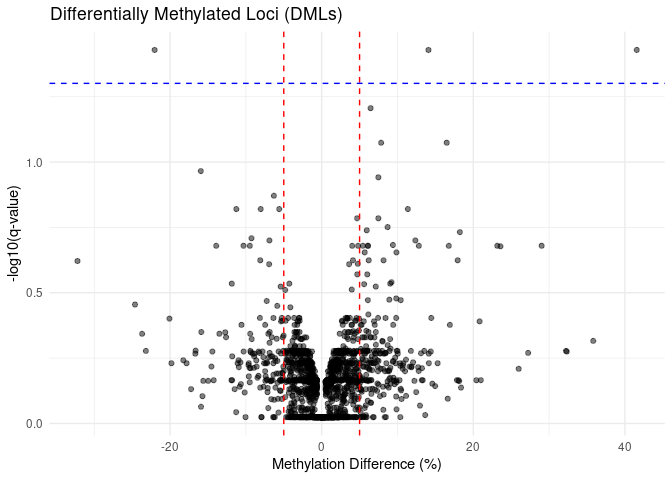 Differentially Methylated Loci (DMLs)
-log10(q-value)
1.0
0.5
0.0
-20
0
20
40
Methylation Difference (%)